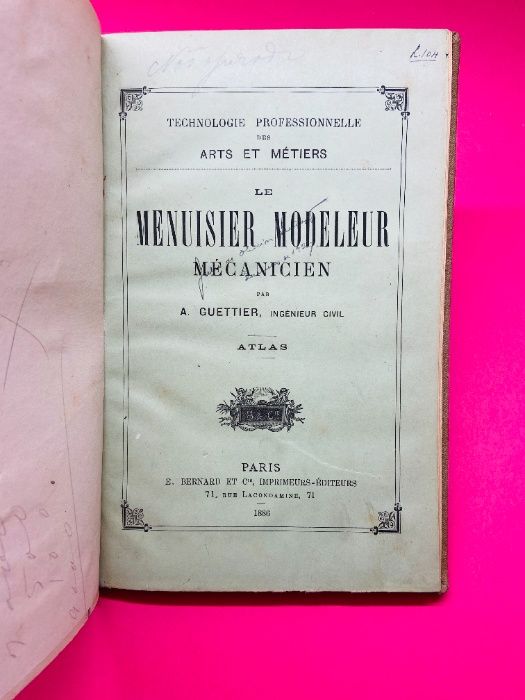 R.104
TECHNOLOGIE PROFESSIONNELLE
DES
ARTS ET MÉTIERS
LE
MENUISIER MODELEUR
MÉCANICIEN
PAR
A. GUETTIER, INGÉNIEUR CIVIL
ATLAS
PARIS
E. BERNARD ET Cie, IMPRIMEURS-ÉDITEURS
71, RUE LACONDAMINE, 71
1886